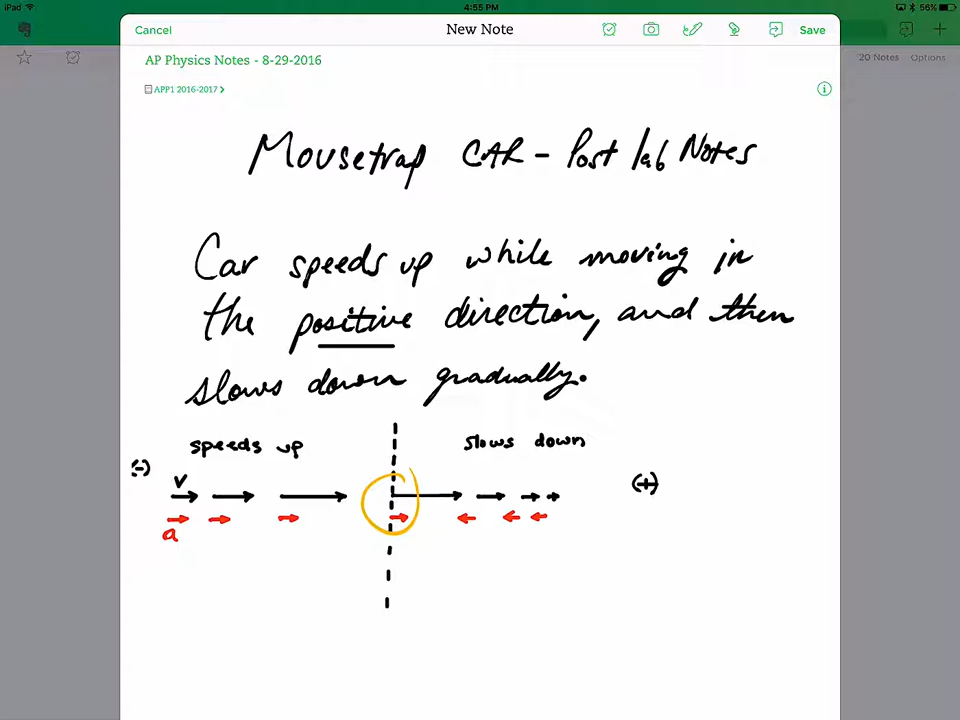 iPad
4:55 PM
56%
Cancel
New Note
Save
20 Notes
Options
AP Physics Notes - 8-29-2016
APP1 2016-2017 >
Mousetrap CAR - Post lab Notes
Car speeds up while moving in
the positive direction, and then
slows down gradually.
speeds up
slows down
(-)
v
(+)
a